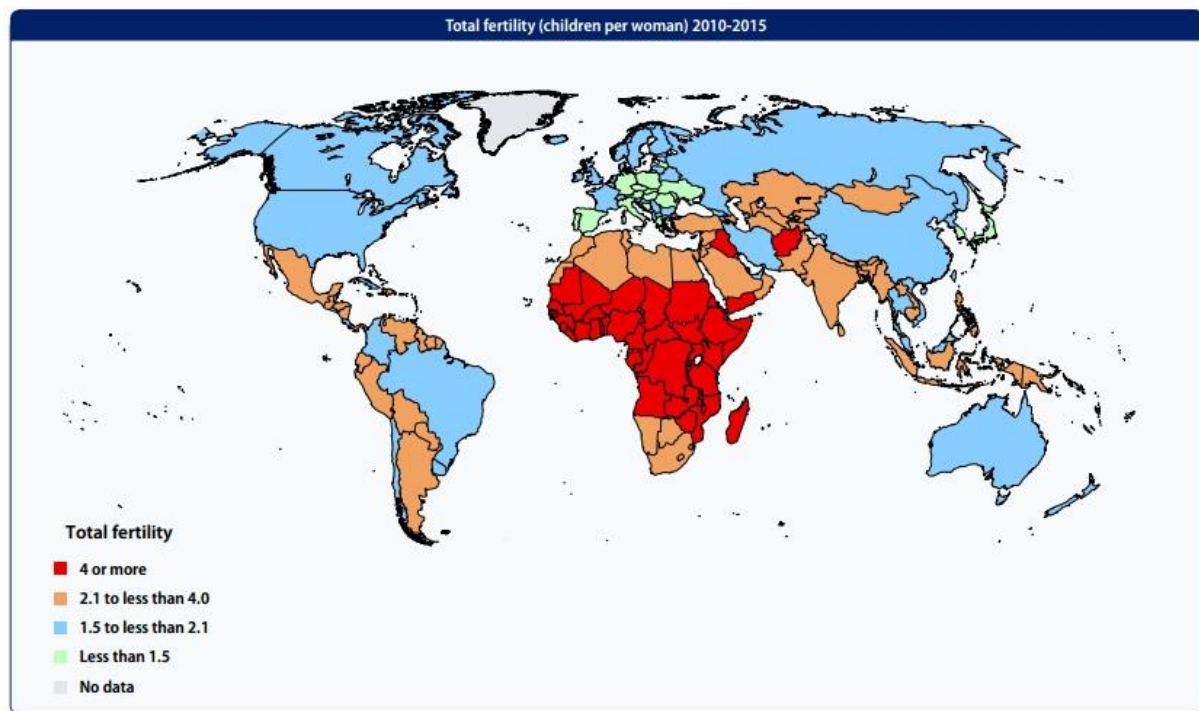 Total fertility (children per woman) 2010-2015
Total fertility
4 or more
2.1 to less than 4.0
1.5 to less than 2.1
Less than 1.5
No data